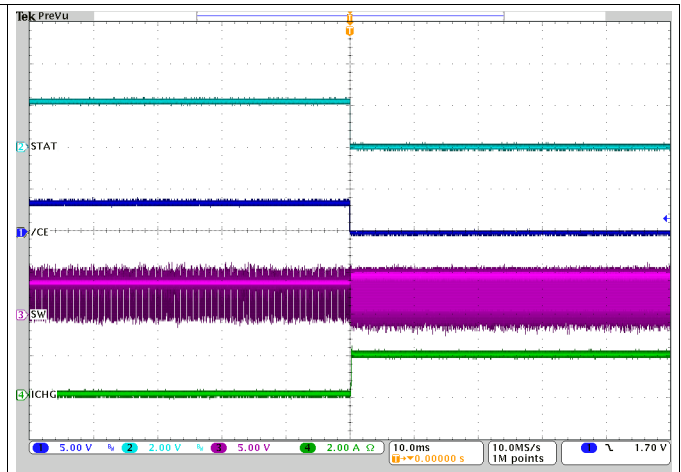 Tek PreVu
T
T
2 STAT
1 /CE
3 SW
4 ICHG
1 5.00 V 2 2.00 V 3 5.00 V 4 2.00 A Ω 10.0ms 10.0MS/s 1 1.70 V
T→▼0.00000 s 1M points